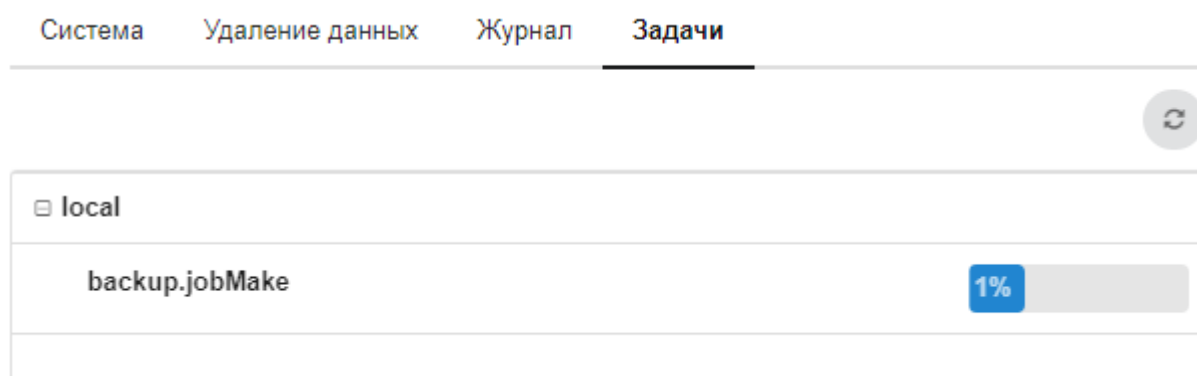 Система Удаление данных Журнал Задачи
local
backup.jobMake 1%